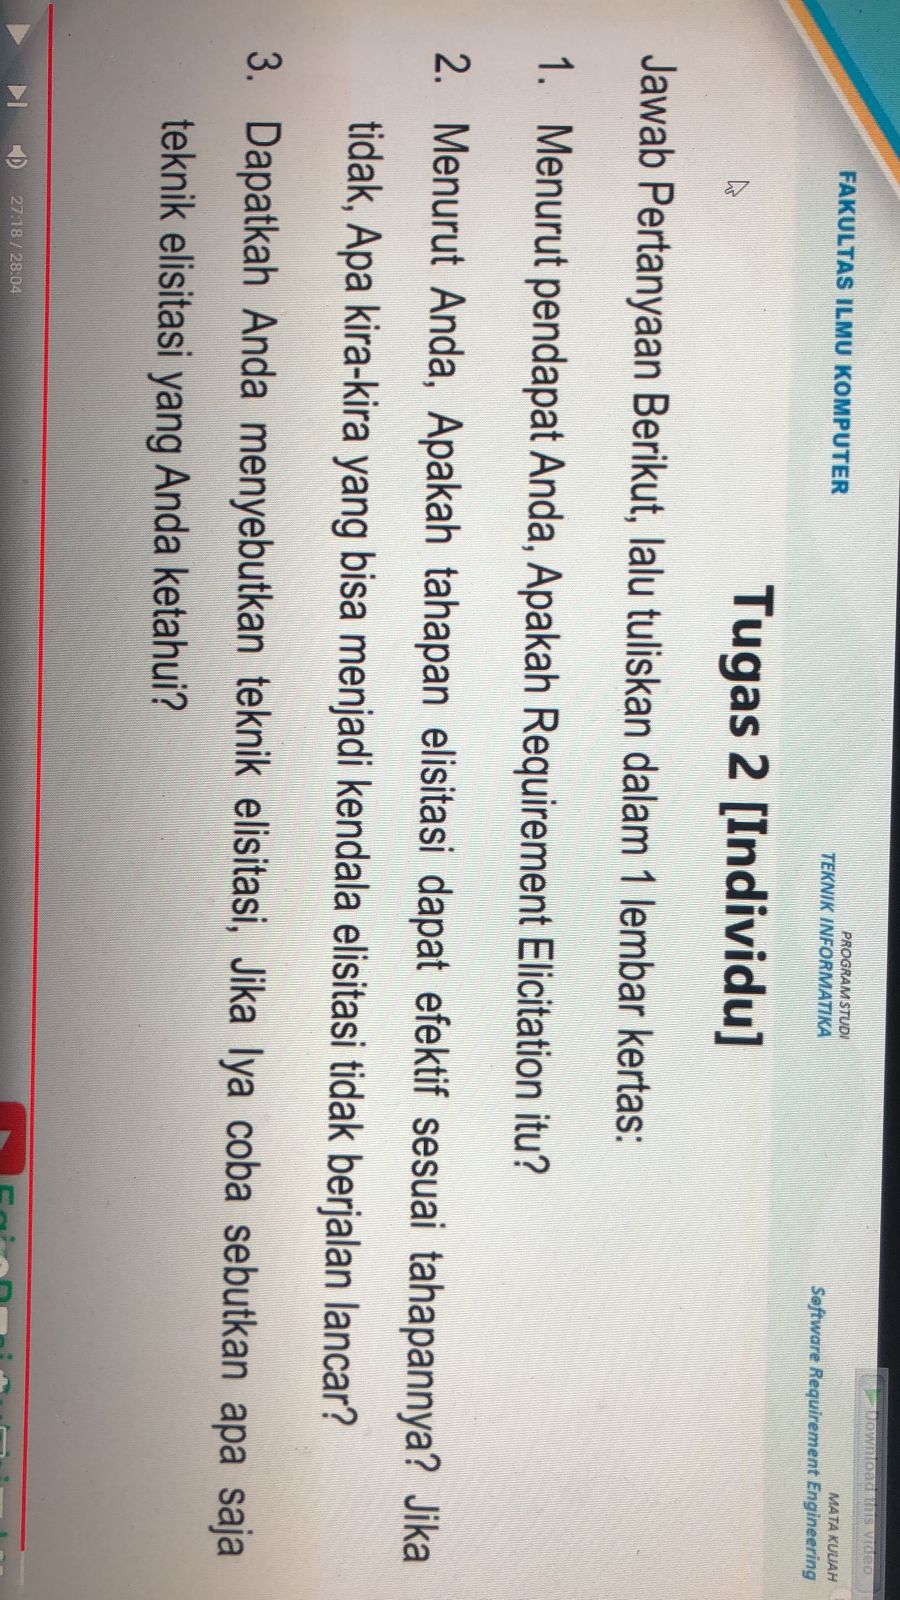 Download this video
FAKULTAS ILMU KOMPUTER
PROGRAM STUDI
TEKNIK INFORMATIKA
MATA KULIAH
Software Requirement Engineering
Tugas 2 [Individu]
Jawab Pertanyaan Berikut, lalu tuliskan dalam 1 lembar kertas:
1. Menurut pendapat Anda, Apakah Requirement Elicitation itu?
2. Menurut Anda, Apakah tahapan elisitasi dapat efektif sesuai tahapannya? Jika
tidak, Apa kira-kira yang bisa menjadi kendala elisitasi tidak berjalan lancar?
3. Dapatkah Anda menyebutkan teknik elisitasi, Jika Iya coba sebutkan apa saja
teknik elisitasi yang Anda ketahui?
27:18 / 28:04